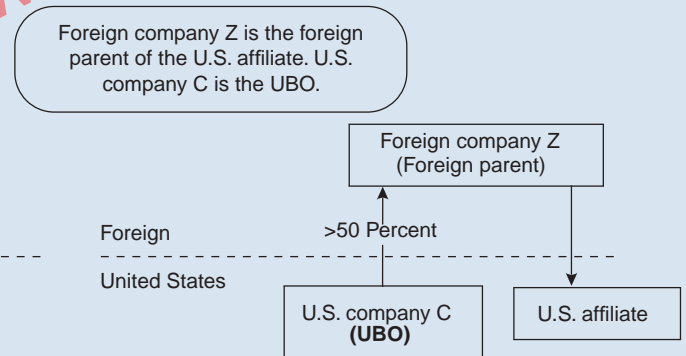 Foreign company Z is the foreign
parent of the U.S. affiliate. U.S.
company C is the UBO.
Foreign company Z
(Foreign parent)
Foreign
>50 Percent
United States
U.S. company C
(UBO)
U.S. affiliate